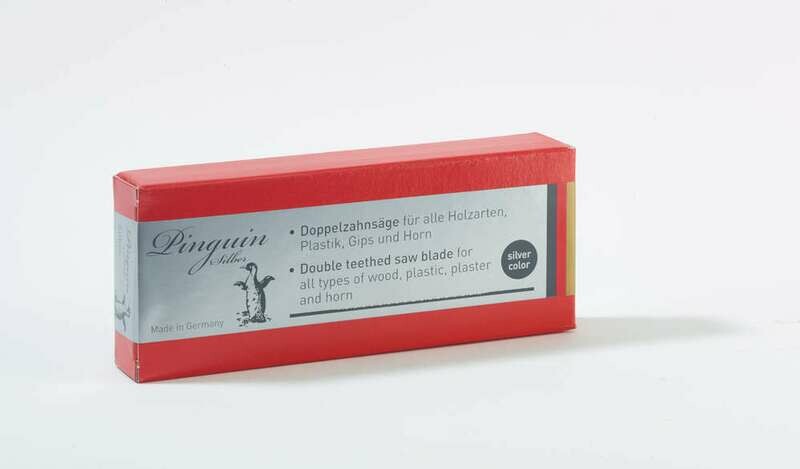 Pinguin
Silber
Made in Germany
• Doppelzahnsäge für alle Holzarten,
Plastik, Gips und Horn
• Double teethed saw blade for
all types of wood, plastic, plaster
and horn
silver
color